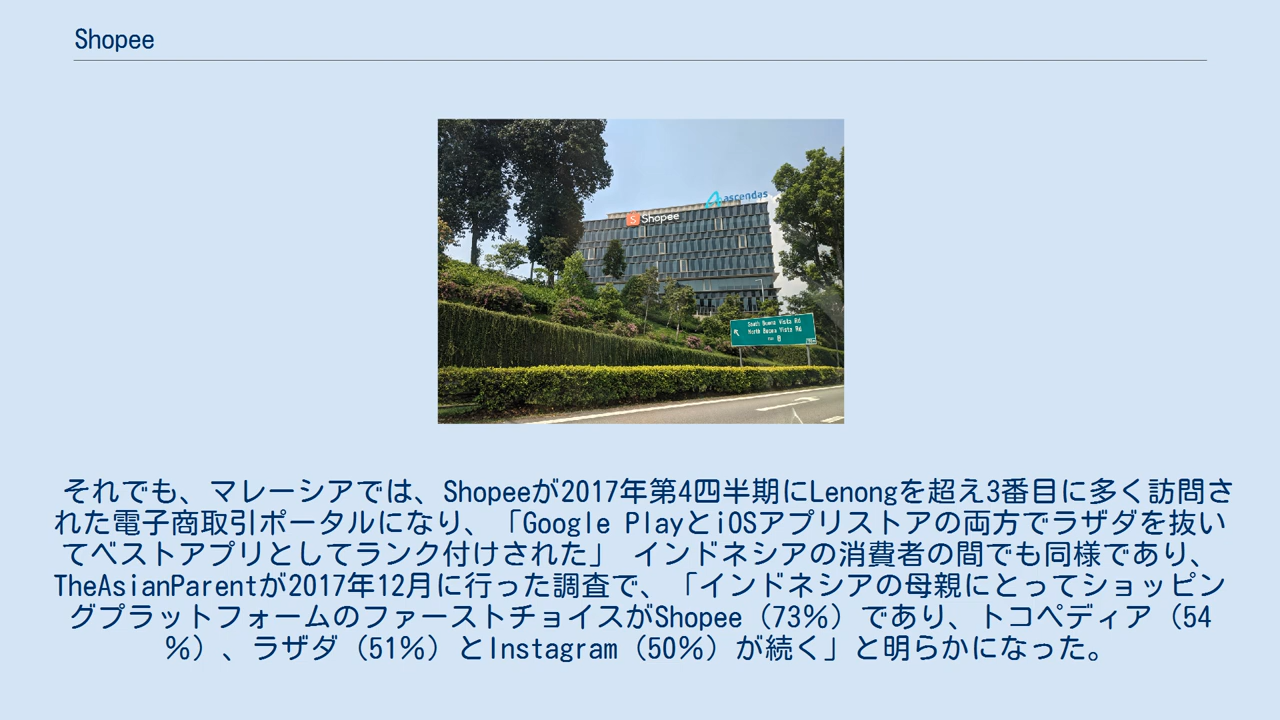 Shopee
ascendas
Shopee
South Buona Vista Rd
North Buona Vista Rd
それでも、マレーシアでは、Shopeeが2017年第4四半期にLenongを超え3番目に多く訪問さ
れた電子商取引ポータルになり、「Google PlayとiOSアプリストアの両方でラザダを抜い
てベストアプリとしてランク付けされた」 インドネシアの消費者の間でも同様であり、
TheAsianParentが2017年12月に行った調査で、「インドネシアの母親にとってショッピン
グプラットフォームのファーストチョイスがShopee（73%）であり、トコペディア（54
%）、ラザダ（51%）とInstagram（50%）が続く」と明らかになった。